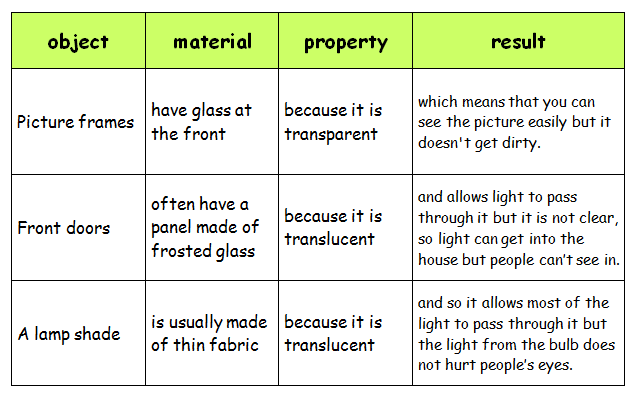 object
material
property
result
Picture frames
have glass at
the front
because it is
transparent
which means that you can
see the picture easily but it
doesn't get dirty.
Front doors
often have a
panel made of
frosted glass
because it is
translucent
and allows light to pass
through it but it is not clear,
so light can get into the
house but people can’t see in.
A lamp shade
is usually made
of thin fabric
because it is
translucent
and so it allows most of the
light to pass through it but
the light from the bulb does
not hurt people’s eyes.